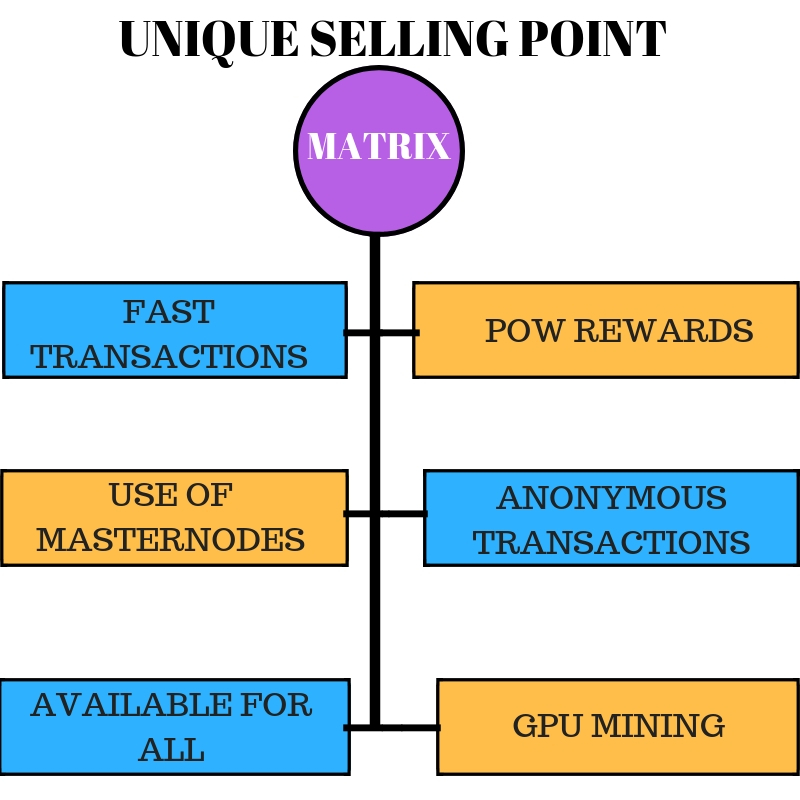 UNIQUE SELLING POINT
MATRIX
FAST
TRANSACTIONS
POW REWARDS
USE OF
MASTERNODES
ANONYMOUS
TRANSACTIONS
AVAILABLE FOR
ALL
GPU MINING